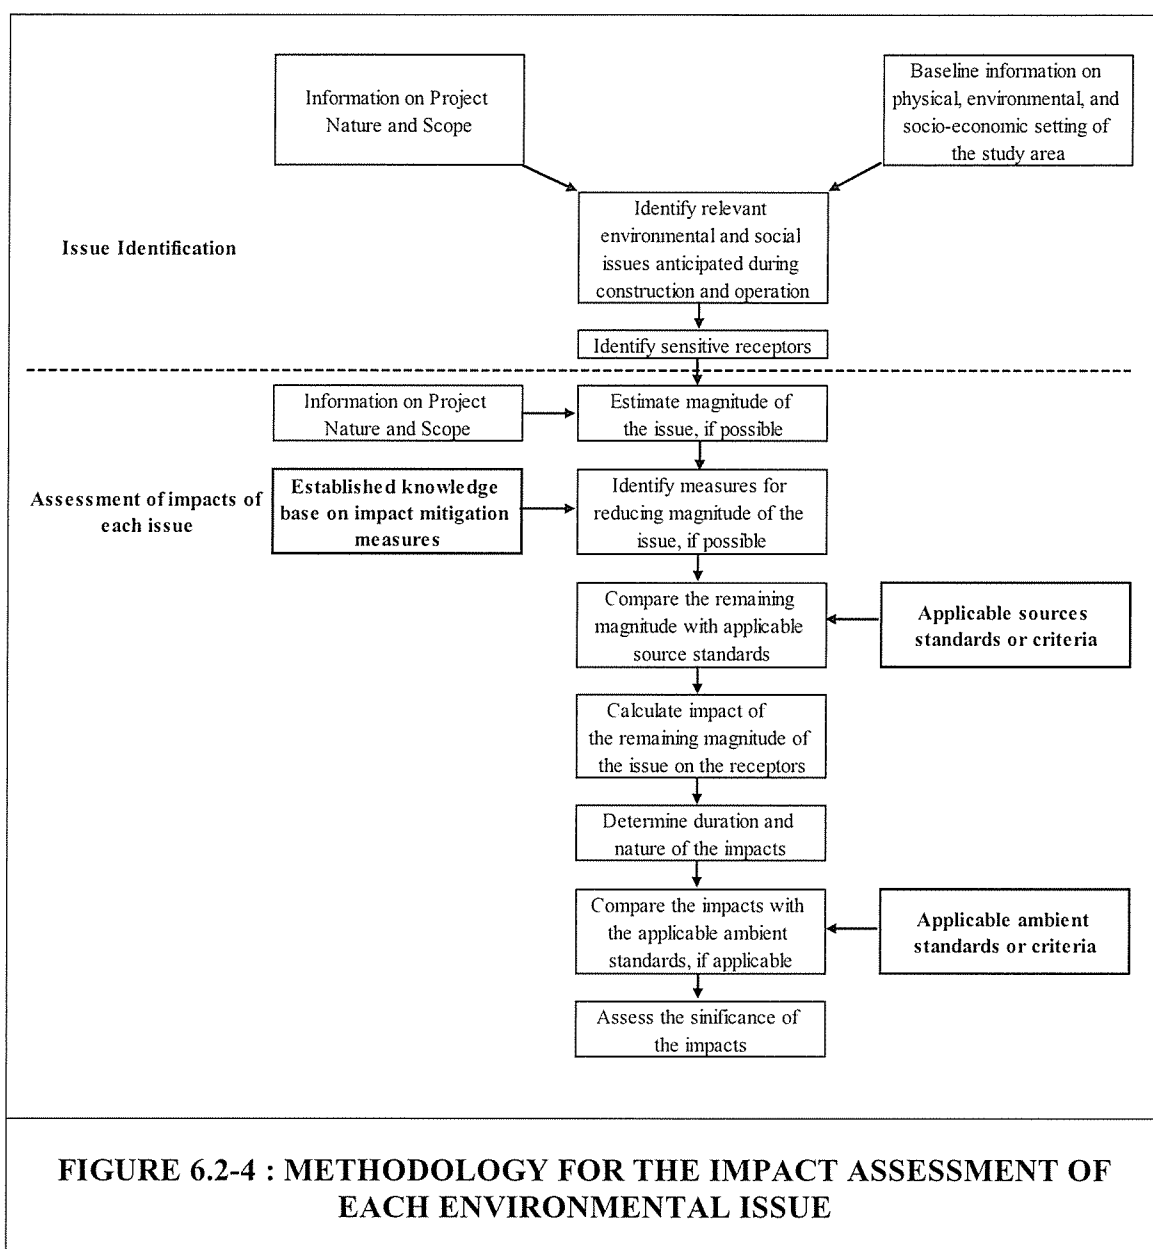 Information on Project
Nature and Scope
Baseline information on
physical, environmental, and
socio-economic setting of
the study area
Issue Identification
Identify relevant
environmental and social
issues anticipated during
construction and operation
Identify sensitive receptors
Information on Project
Nature and Scope
Estimate magnitude of
the issue, if possible
Assessment of impacts of
each issue
Established knowledge
base on impact mitigation
measures
Identify measures for
reducing magnitude of the
issue, if possible
Compare the remaining
magnitude with applicable
source standards
Applicable sources
standards or criteria
Calculate impact of
the remaining magnitude of
the issue on the receptors
Determine duration and
nature of the impacts
Compare the impacts with
the applicable ambient
standards, if applicable
Applicable ambient
standards or criteria
Assess the sinificance of
the impacts
FIGURE 6.2-4 : METHODOLOGY FOR THE IMPACT ASSESSMENT OF
EACH ENVIRONMENTAL ISSUE